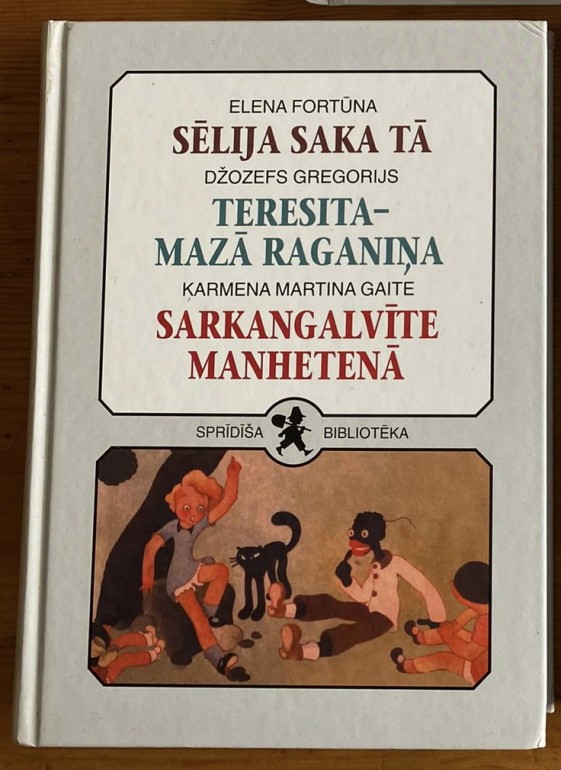 ELENA FORTŪNA
SĒLIJA SAKA TĀ
DŽOZEFS GREGORIJS
TERESITA–
MAZĀ RAGANIŅA
KARMENA MARTINA GAITE
SARKANGALVĪTE
MANHETENĀ
SPRĪDĪŠA BIBLIOTĒKA